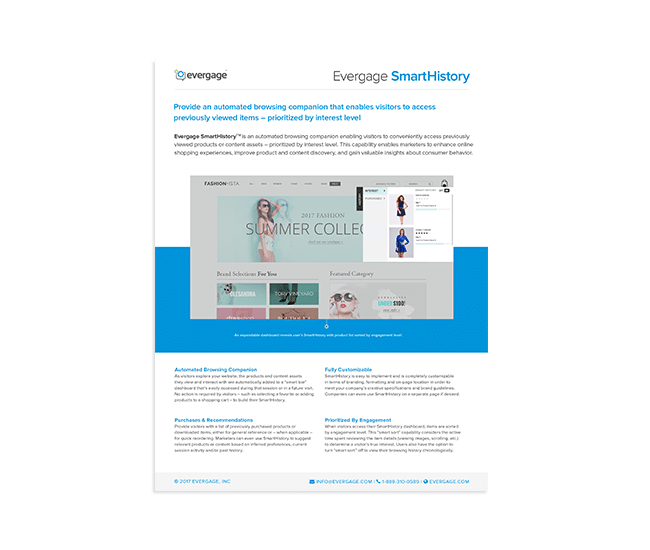 evergage
Evergage SmartHistory
Provide an automated browsing companion that enables visitors to access
previously viewed items – prioritized by interest level
Evergage SmartHistory™ is an automated browsing companion enabling visitors to conveniently access previously
viewed products or content assets – prioritized by interest level. This capability enables marketers to enhance online
shopping experiences, improve product and content discovery, and gain valuable insights about consumer behavior.
FASHIONVISTA
INTEREST
PURCHASES
2017 FASHION
SUMMER COLLEC
Brand Selections For You
Featured Category
OLESANDRA
UNDER $100!
An expandable dashboard reveals user's SmartHistory with product list sorted by engagement level.
Automated Browsing Companion
As visitors explore your website, the products and content assets
they view and interact with are automatically added to a "smart list"
dashboard that's easily accessed during that session or in a future visit.
No action is required by visitors – such as selecting a favorite or adding
products to a shopping cart – to build their SmartHistory.
Fully Customizable
SmartHistory is easy to implement and is completely customizable
in terms of branding, formatting and on-page location in order to
meet your company's creative specifications and brand guidelines.
Companies can even use SmartHistory on a separate page if desired.
Purchases & Recommendations
Provide visitors with a list of previously purchased products or
downloaded items, either for general reference or – when applicable –
for quick reordering. Marketers can even use SmartHistory to suggest
relevant products or content based on inferred preferences, current
session activity and/or past history.
Prioritized By Engagement
When visitors access their SmartHistory dashboard, items are sorted
by engagement level. This "smart sort" capability considers the active
time spent reviewing the item details (viewing images, scrolling, etc.)
to determine a visitor's true interest. Users also have the option to
turn "smart sort" off to view their browsing history chronologically.
© 2017 EVERGAGE, INC
INFO@EVERGAGE.COM | 1-888-310-0589 | EVERGAGE.COM